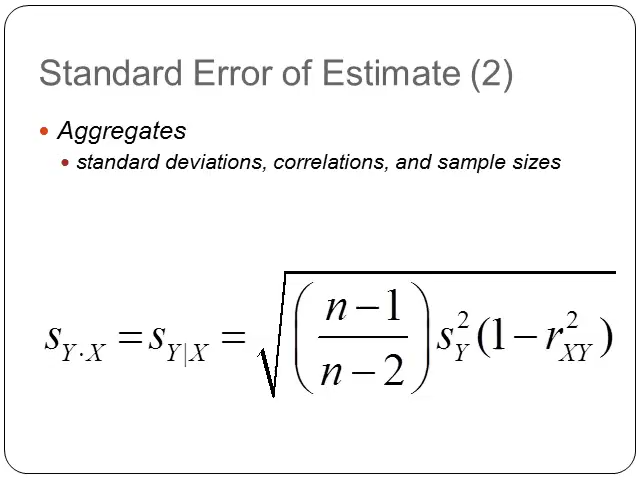 Standard Error of Estimate (2)
• Aggregates
• standard deviations, correlations, and sample sizes
s_{Y·X} = s_{Y|X} = √((n−1)/(n−2)) s_Y^2 (1−r_{XY}^2)